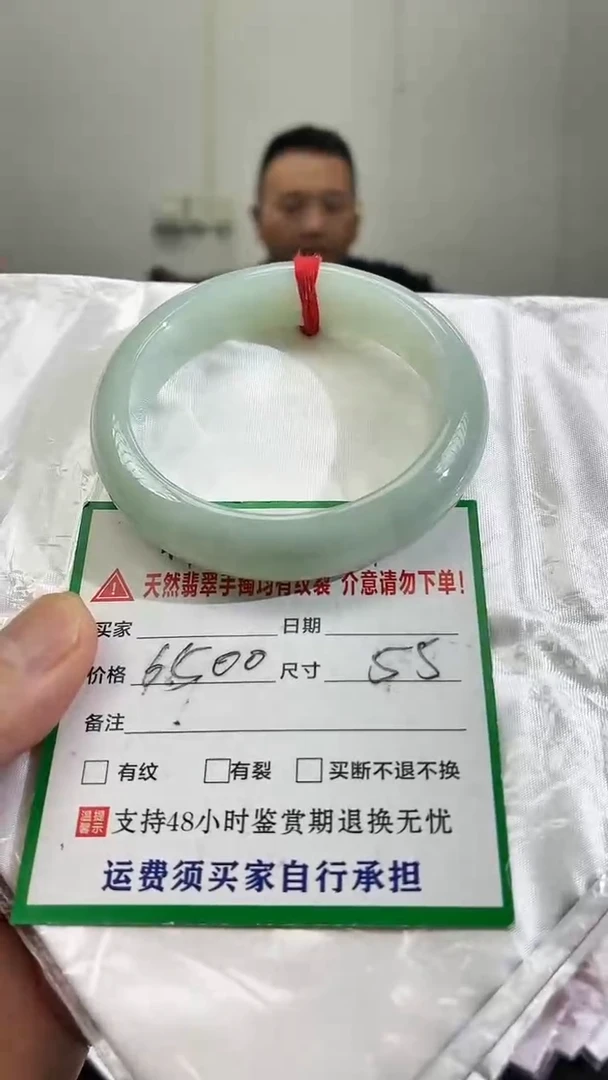 天然翡翠手镯均有纹裂 介意请勿下单!
买家 日期
价格 6500 尺寸 55
备注
有纹 有裂 买断不退不换
温馨提示 支持48小时鉴赏期退换无忧
运费须买家自行承担